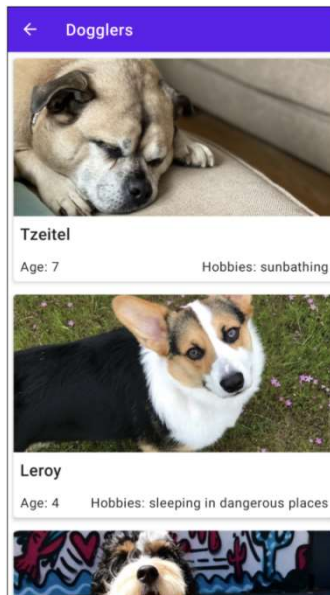 Dogglers
Tzeitel
Age: 7 Hobbies: sunbathing
Leroy
Age: 4 Hobbies: sleeping in dangerous places